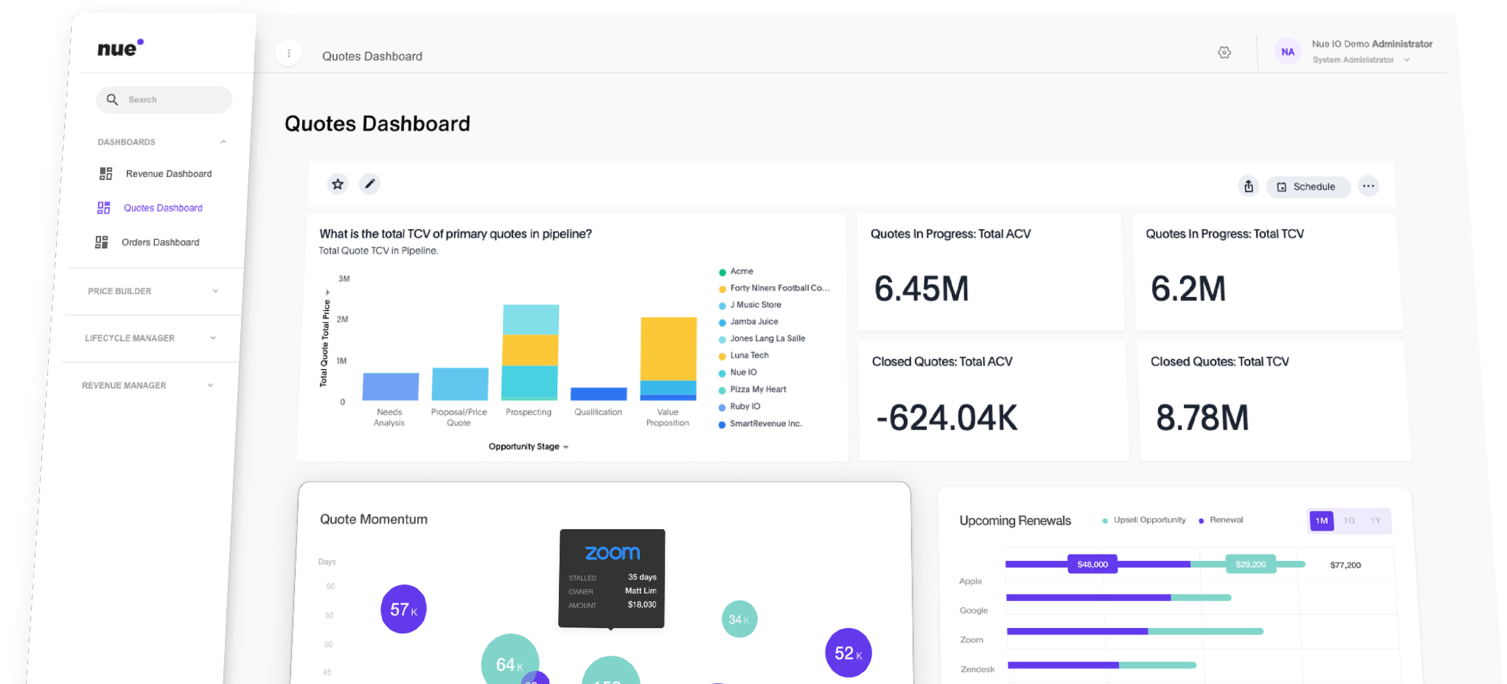 nue
Quotes Dashboard
Nue IO Demo Administrator
NA
System Administrator
Search
DASHBOARDS
Revenue Dashboard
Quotes Dashboard
Orders Dashboard
PRICE BUILDER
LIFECYCLE MANAGER
REVENUE MANAGER
Quotes Dashboard
Schedule
What is the total TCV of primary quotes in pipeline?
Total Quote TCV in Pipeline.
Total Quote Total Price
3M
2M
1M
0
Needs Analysis
Proposal/Price Quote
Prospecting
Qualification
Value Proposition
Opportunity Stage
Acme
Forty Niners Football Co...
J Music Store
Jamba Juice
Jones Lang La Salle
Luna Tech
Nue IO
Pizza My Heart
Ruby IO
SmartRevenue Inc.
Quotes In Progress: Total ACV
6.45M
Quotes In Progress: Total TCV
6.2M
Closed Quotes: Total ACV
-624.04K
Closed Quotes: Total TCV
8.78M
Quote Momentum
Days
60
55
50
45
57 K
64 K
zoom
STALLED 35 days
OWNER Matt Lim
AMOUNT $18,030
34 K
52 K
Upcoming Renewals
Upsell Opportunity
Renewal
1M 1Q 1Y
$48,000 $29,200 $77,200
Apple
Google
Zoom
Zendesk